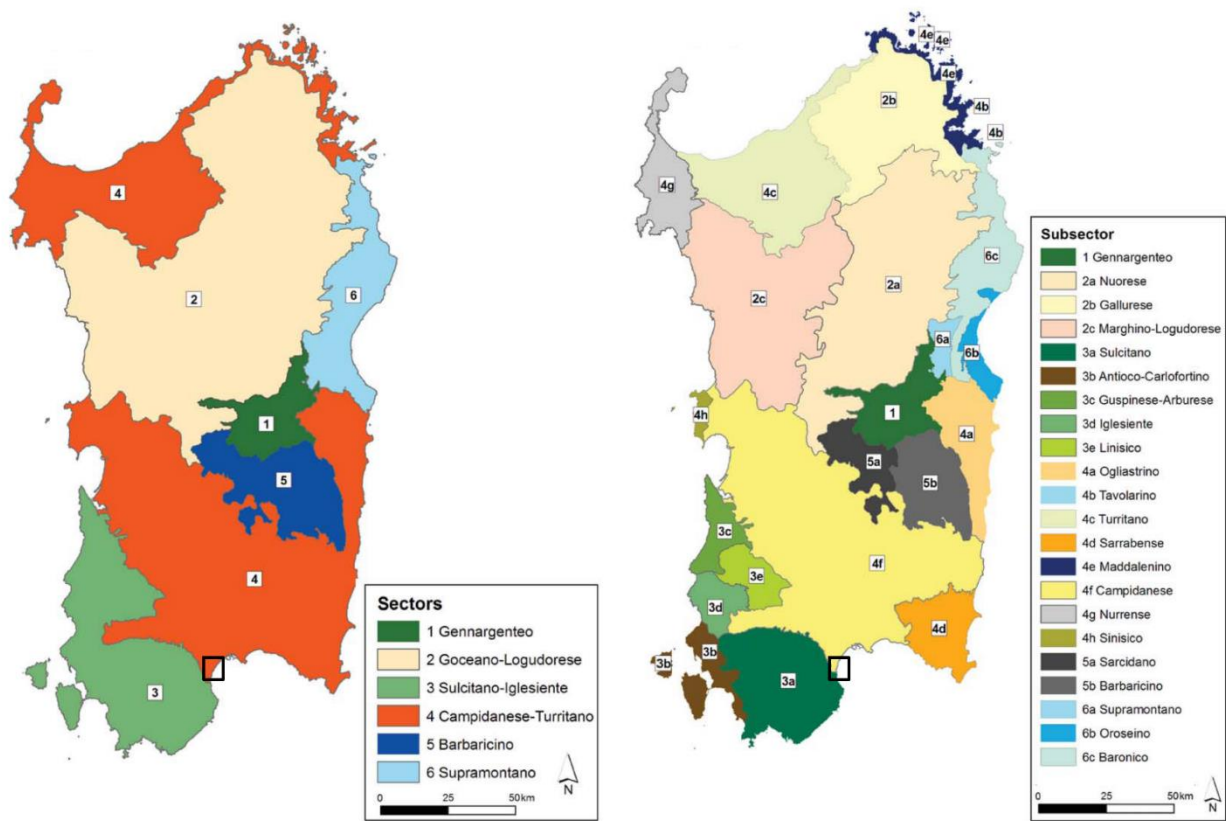 4
2
6
1
5
4
3
Sectors
1 Gennargenteo
2 Goceano-Logudorese
3 Sulcitano-Iglesiente
4 Campidanese-Turritano
5 Barbaricino
6 Supramontano
0 25 50km
N
4e
4e
4e
2b
4b
4b
4c
4g
6c
2a
2c
6a
6b
4h
1
4a
5a
5b
3c
4f
3e
3d
4d
3b
3b
3a
Subsector
1 Gennargenteo
2a Nuorese
2b Gallurese
2c Marghino-Logudorese
3a Sulcitano
3b Antioco-Carlofortino
3c Guspinese-Arburese
3d Iglesiente
3e Linisico
4a Ogliastrino
4b Tavolarino
4c Turritano
4d Sarrabense
4e Maddalenino
4f Campidanese
4g Nurrense
4h Sinisico
5a Sarcidano
5b Barbaricino
6a Supramontano
6b Oroseino
6c Baronico
0 25 50km
N